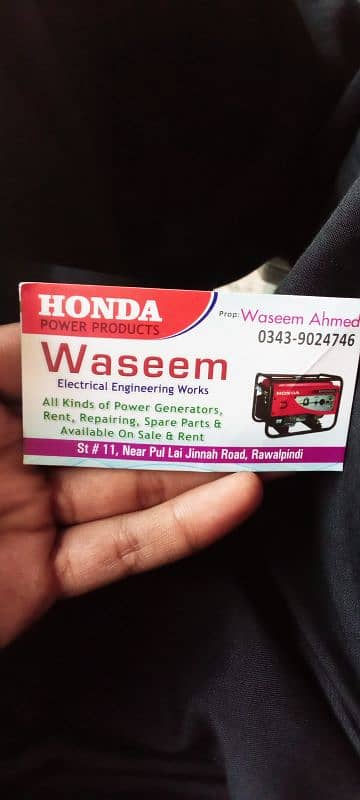 HONDA
POWER PRODUCTS
Prop: Waseem Ahmed
0343-9024746
Waseem
Electrical Engineering Works
All Kinds of Power Generators,
Rent, Repairing, Spare Parts &
Available On Sale & Rent
HONDA
St # 11, Near Pul Lai Jinnah Road, Rawalpindi